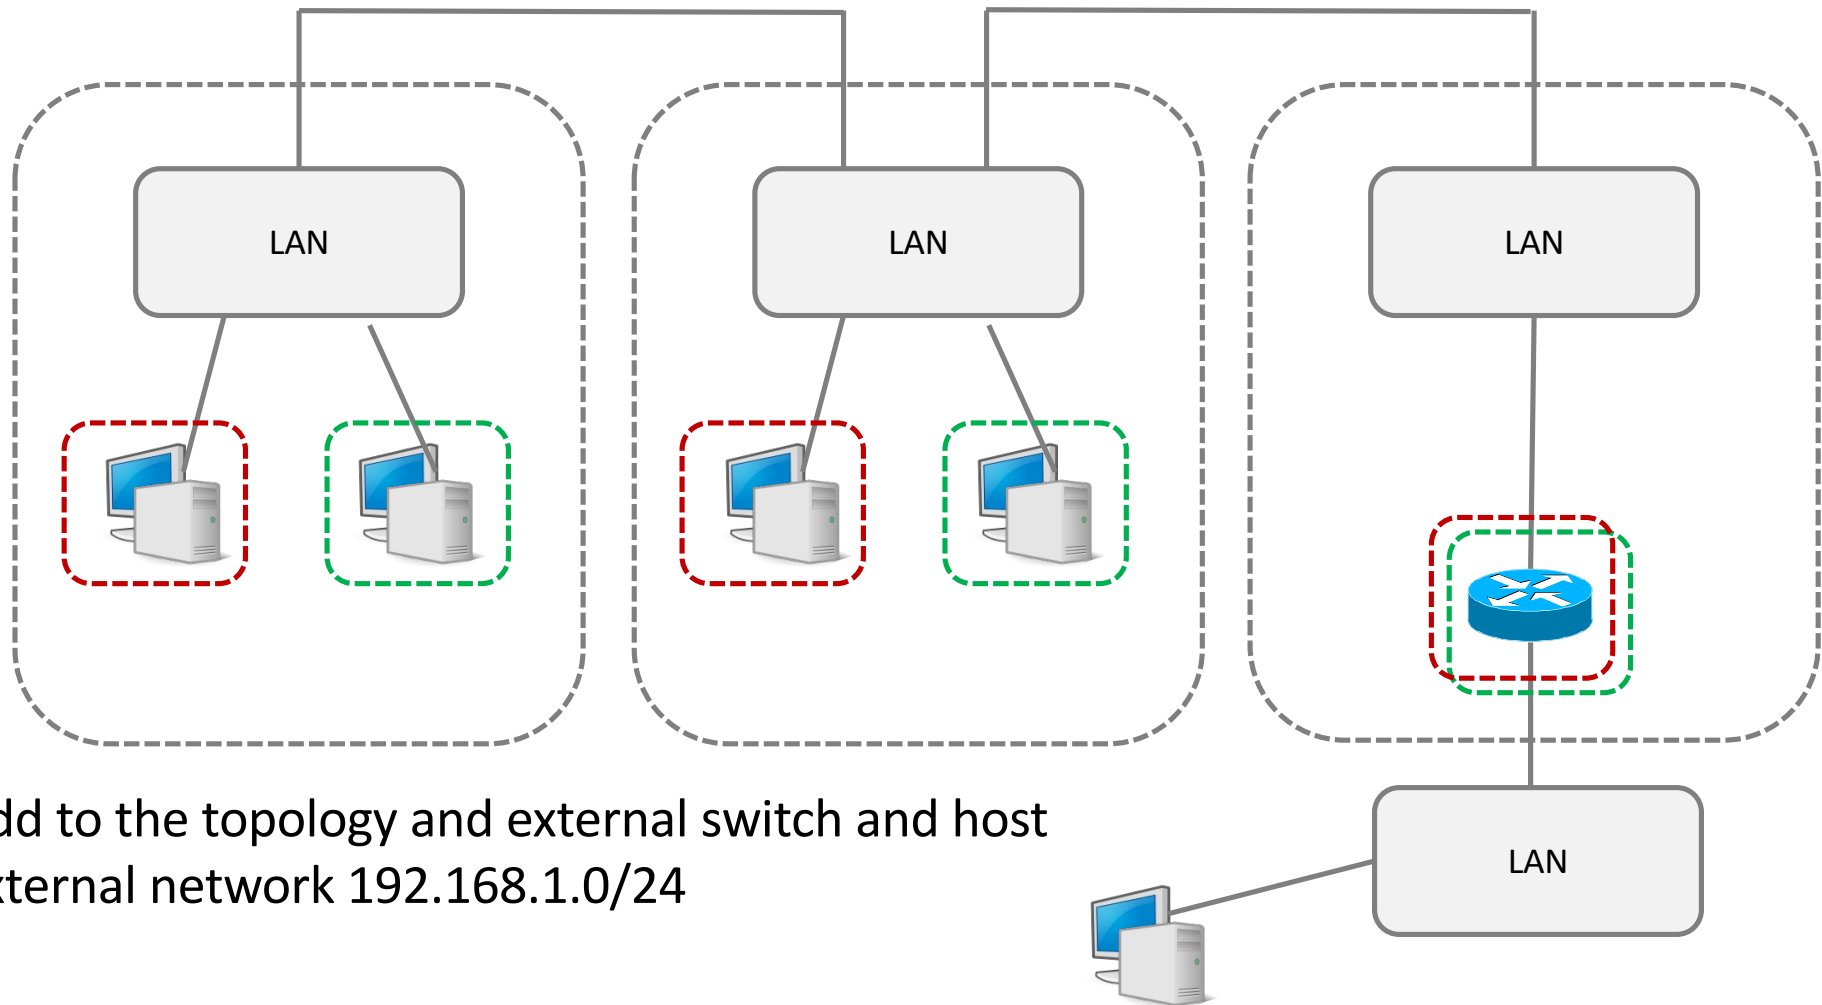 LAN
LAN
LAN
dd to the topology and external switch and host
xternal network 192.168.1.0/24
LAN